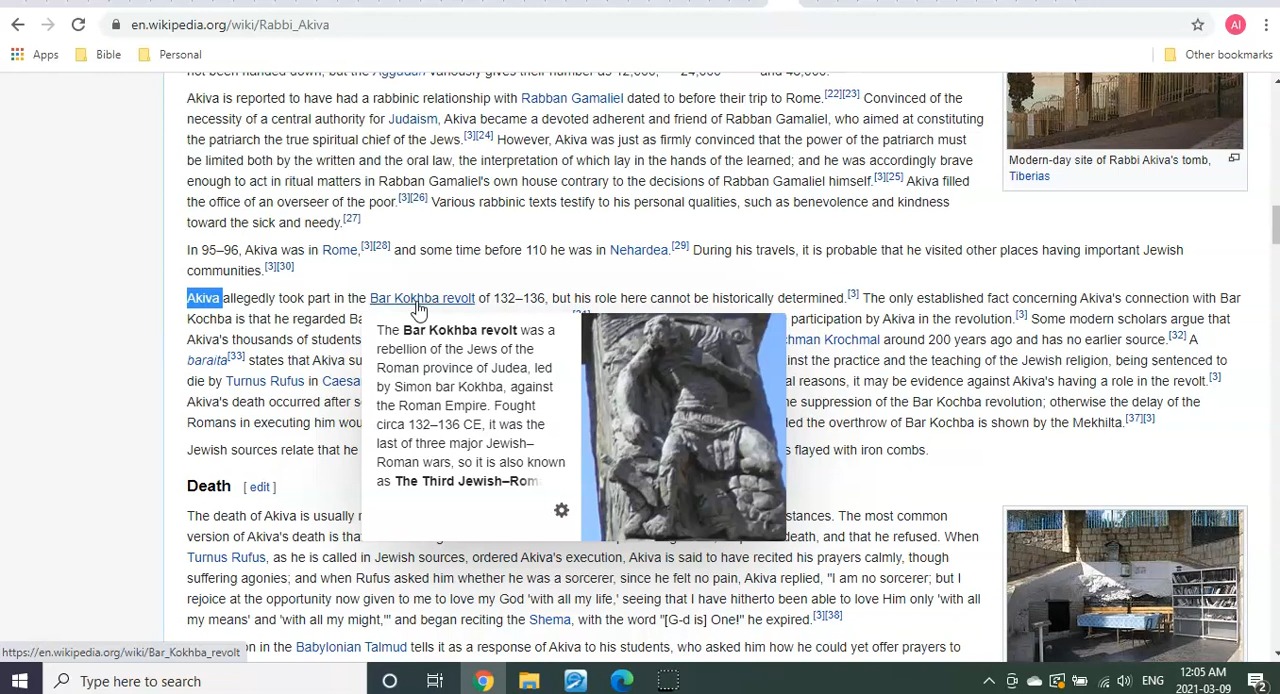 en.wikipedia.org/wiki/Rabbi_Akiva
AI
Apps
Bible
Personal
Other bookmarks
not been handed down, but the Aggadah variously gives their number as 12,000, 24,000 and 48,000.
Akiva is reported to have had a rabbinic relationship with Rabban Gamaliel dated to before their trip to Rome.[22][23] Convinced of the
necessity of a central authority for Judaism, Akiva became a devoted adherent and friend of Rabban Gamaliel, who aimed at constituting
the patriarch the true spiritual chief of the Jews.[3][24] However, Akiva was just as firmly convinced that the power of the patriarch must
be limited both by the written and the oral law, the interpretation of which lay in the hands of the learned; and he was accordingly brave
enough to act in ritual matters in Rabban Gamaliel's own house contrary to the decisions of Rabban Gamaliel himself.[3][25] Akiva filled
the office of an overseer of the poor.[3][26] Various rabbinic texts testify to his personal qualities, such as benevolence and kindness
toward the sick and needy.[27]
Modern-day site of Rabbi Akiva's tomb,
Tiberias
In 95–96, Akiva was in Rome,[3][28] and some time before 110 he was in Nehardea.[29] During his travels, it is probable that he visited other places having important Jewish
communities.[3][30]
Akiva allegedly took part in the Bar Kokhba revolt of 132–136, but his role here cannot be historically determined.[3] The only established fact concerning Akiva's connection with Bar
Kochba is that he regarded Ba participation by Akiva in the revolution.[3] Some modern scholars argue that
Akiva's thousands of students chman Krochmal around 200 years ago and has no earlier source.[32] A
baraita[33] states that Akiva su inst the practice and the teaching of the Jewish religion, being sentenced to
die by Turnus Rufus in Caesa al reasons, it may be evidence against Akiva's having a role in the revolt.[3]
Akiva's death occurred after s the suppression of the Bar Kochba revolution; otherwise the delay of the
Romans in executing him wou led the overthrow of Bar Kochba is shown by the Mekhilta.[37][3]
Jewish sources relate that he s flayed with iron combs.
The Bar Kokhba revolt was a
rebellion of the Jews of the
Roman province of Judea, led
by Simon bar Kokhba, against
the Roman Empire. Fought
circa 132–136 CE, it was the
last of three major Jewish–
Roman wars, so it is also known
as The Third Jewish–Rom
Death [ edit ]
The death of Akiva is usually r stances. The most common
version of Akiva's death is that death, and that he refused. When
Turnus Rufus, as he is called in Jewish sources, ordered Akiva's execution, Akiva is said to have recited his prayers calmly, though
suffering agonies; and when Rufus asked him whether he was a sorcerer, since he felt no pain, Akiva replied, "I am no sorcerer; but I
rejoice at the opportunity now given to me to love my God 'with all my life,' seeing that I have hitherto been able to love Him only 'with all
my means' and 'with all my might,'" and began reciting the Shema, with the word "[G-d is] One!" he expired.[3][38]
on in the Babylonian Talmud tells it as a response of Akiva to his students, who asked him how he could yet offer prayers to
https://en.wikipedia.org/wiki/Bar_Kokhba_revolt
Type here to search
ENG
12:05 AM
2021-03-09
2